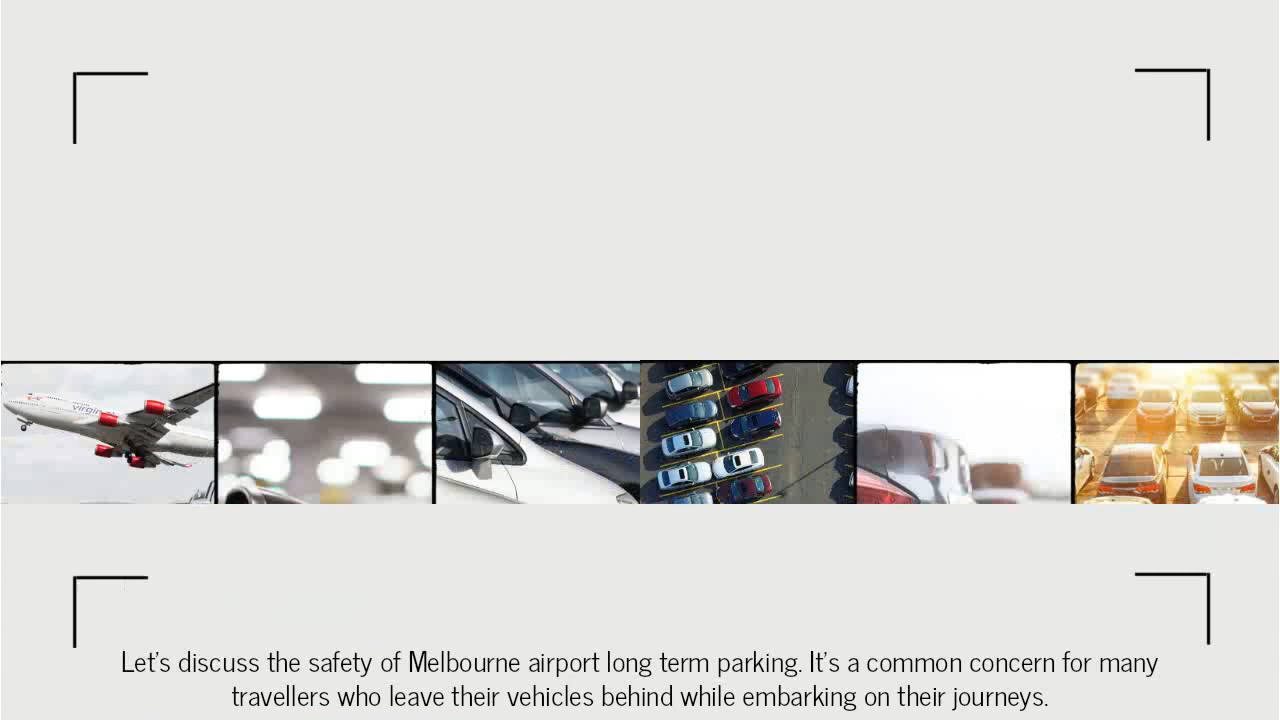 virgin
Let's discuss the safety of Melbourne airport long term parking. It's a common concern for many
travellers who leave their vehicles behind while embarking on their journeys.